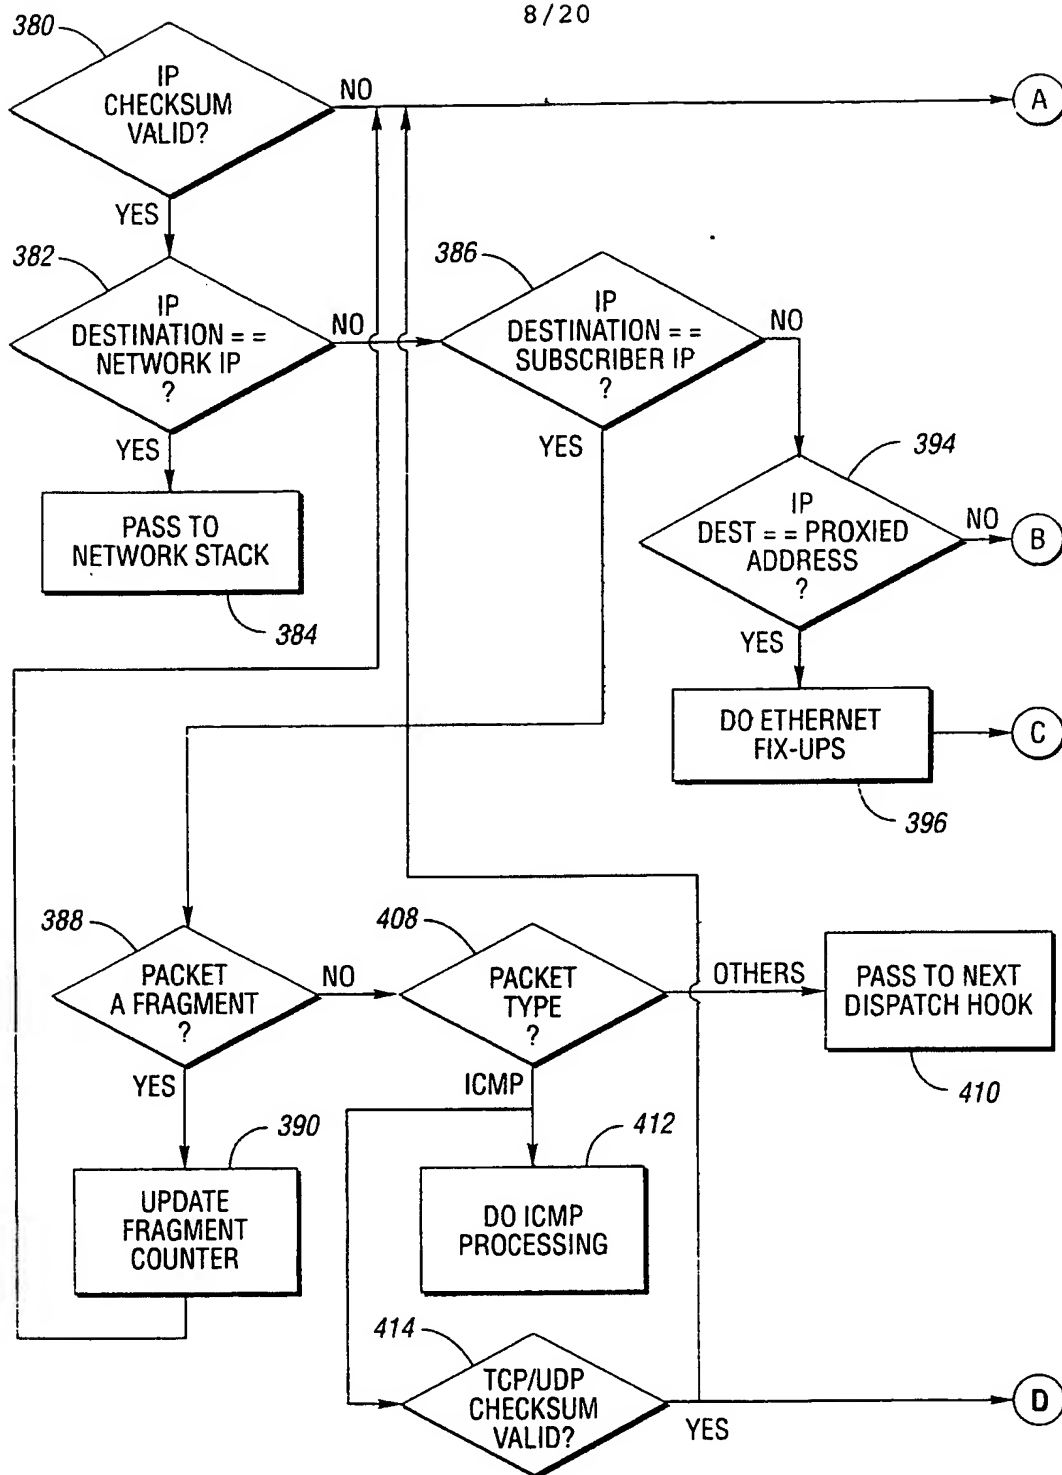 8/20
380
IP
CHECKSUM
VALID?
NO
A
YES
382
IP
DESTINATION ==
NETWORK IP
?
NO
386
IP
DESTINATION ==
SUBSCRIBER IP
?
NO
YES
YES
394
IP
DEST == PROXIED
ADDRESS
?
NO
B
PASS TO
NETWORK STACK
384
YES
DO ETHERNET
FIX-UPS
C
396
388
PACKET
A FRAGMENT
?
NO
408
PACKET
TYPE
?
OTHERS
PASS TO NEXT
DISPATCH HOOK
410
YES
ICMP
390
UPDATE
FRAGMENT
COUNTER
412
DO ICMP
PROCESSING
414
TCP/UDP
CHECKSUM
VALID?
YES
D